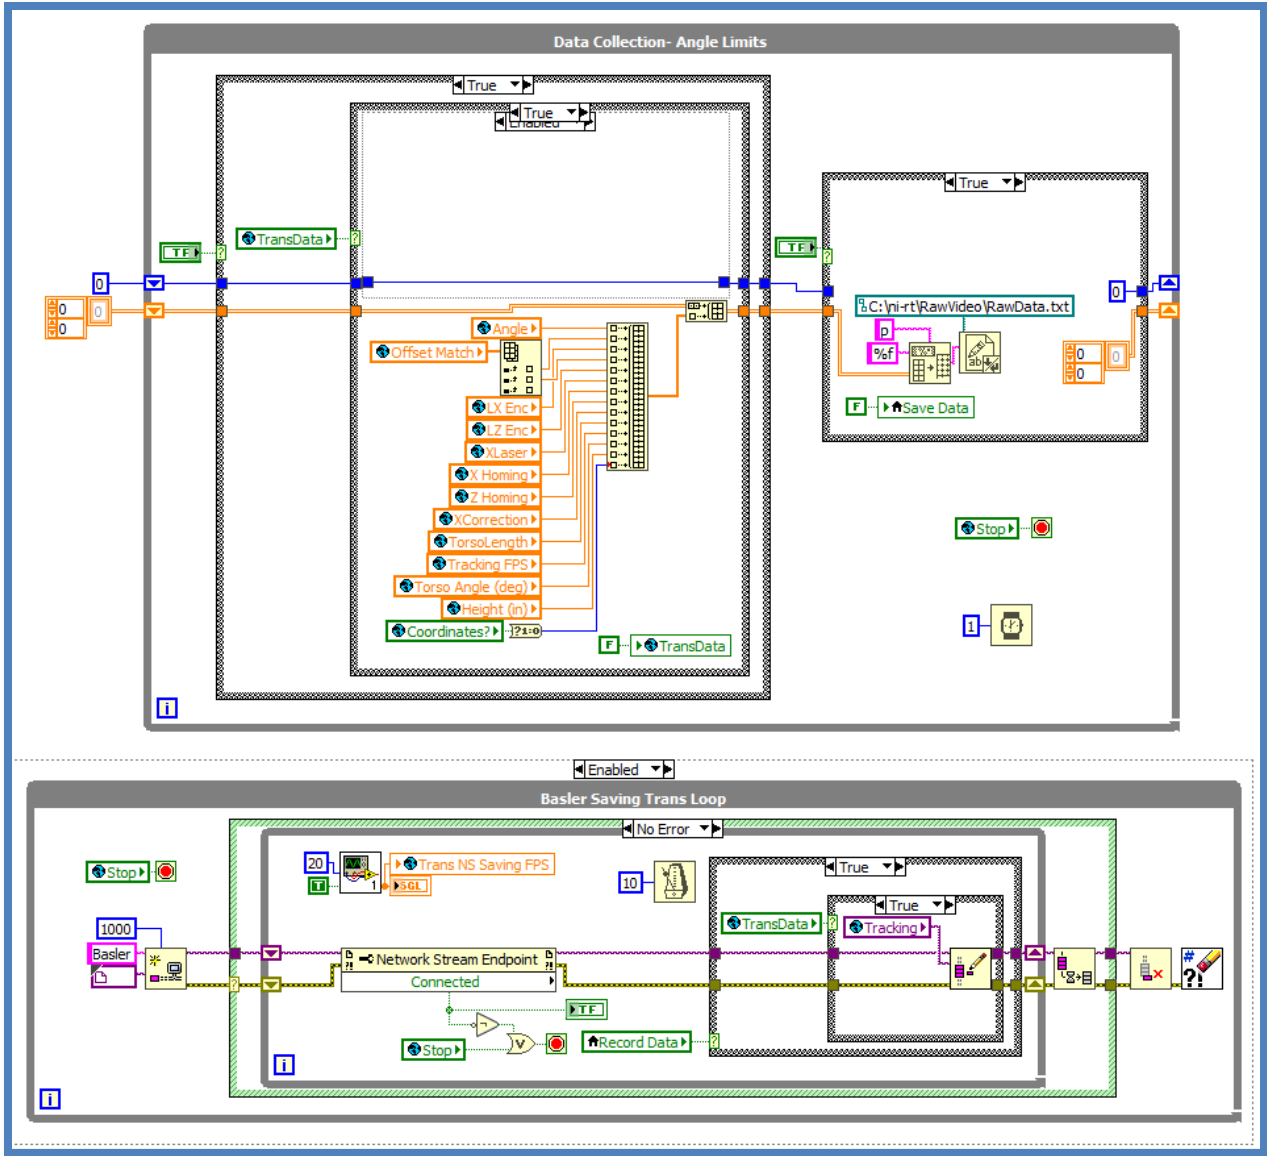 Data Collection- Angle Limits
True
True
Enabled
True
TransData
TF
?
?
TF
?
0
0
0
0
0
C:\ni-rt\RawVideo\RawData.txt
p
%f
0
0
0
F
Save Data
Angle
Offset Match
LX Enc
LZ Enc
XLaser
X Homing
Z Homing
XCorrection
TorsoLength
Tracking FPS
Torso Angle (deg)
Height (in)
Coordinates?
?1:0
F
TransData
Stop
1
i
Enabled
Basler Saving Trans Loop
No Error
Stop
20
T
1
Trans NS Saving FPS
SGL
10
True
True
TransData
?
Tracking
1000
Basler
Network Stream Endpoint
Connected
?
TF
Stop
V
Record Data
?
#
?!
i
i